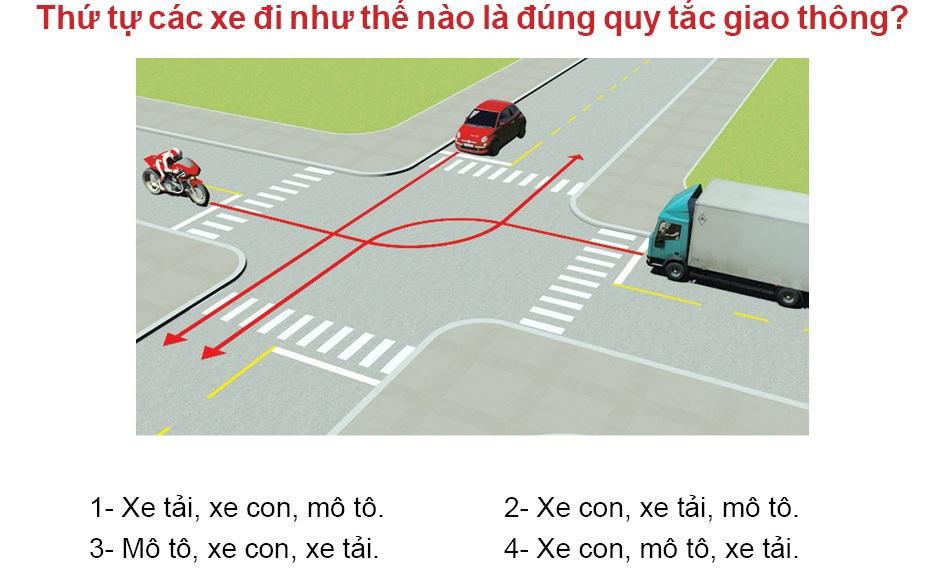 Thứ tự các xe đi như thế nào là đúng quy tắc giao thông?
1- Xe tải, xe con, mô tô.
2- Xe con, xe tải, mô tô.
3- Mô tô, xe con, xe tải.
4- Xe con, mô tô, xe tải.